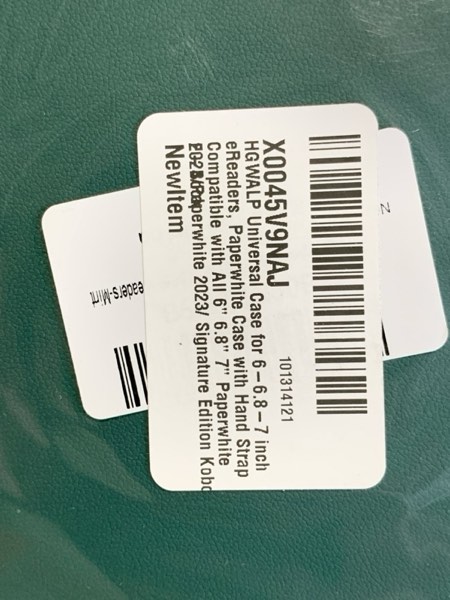 X0045V9NAJ
101314121
HGWALP Universal Case for 6-6.8-7 inch
eReaders, Paperwhite Case with Hand Strap
Compatible with All 6" 6.8" 7" Paperwhite
Paperwhite 2023/ Signature Edition Kobo
NewItem
eaders-Mint
Z